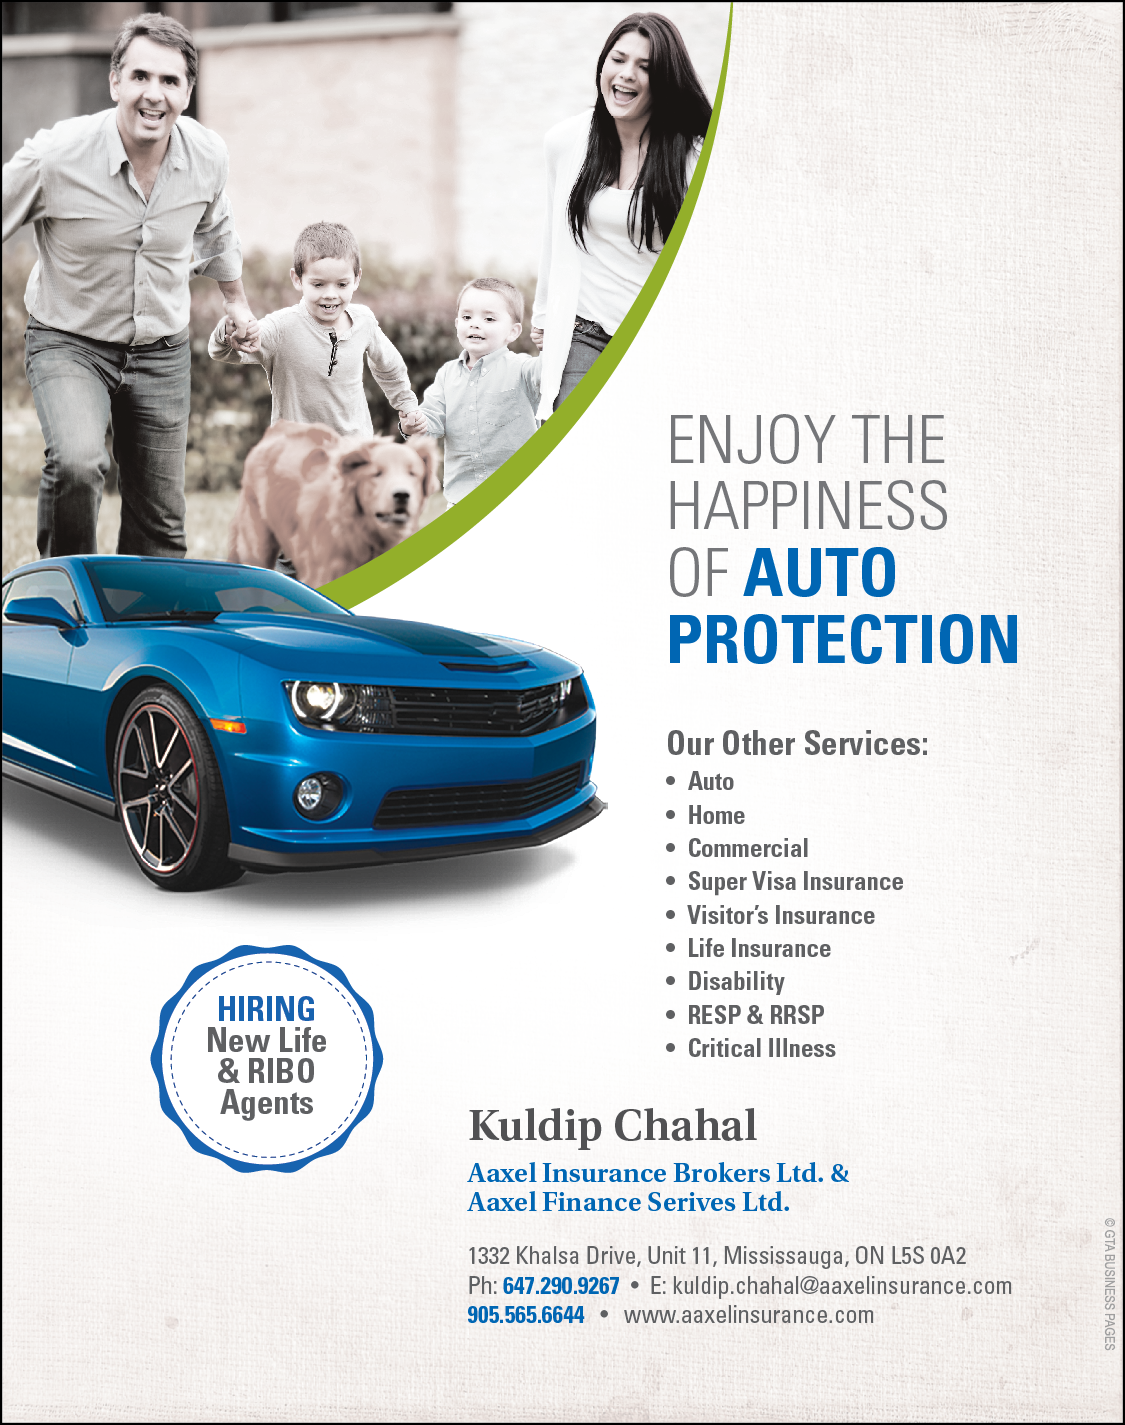 ENJOY THE
HAPPINESS
OF AUTO
PROTECTION
Our Other Services:
• Auto
• Home
• Commercial
• Super Visa Insurance
• Visitor’s Insurance
• Life Insurance
• Disability
• RESP & RRSP
• Critical Illness
HIRING
New Life
& RIBO
Agents
Kuldip Chahal
Aaxel Insurance Brokers Ltd. &
Aaxel Finance Serives Ltd.
1332 Khalsa Drive, Unit 11, Mississauga, ON L5S 0A2
Ph: 647.290.9267 • E: kuldip.chahal@aaxelinsurance.com
905.565.6644 • www.aaxelinsurance.com
© GTA BUSINESS PAGES